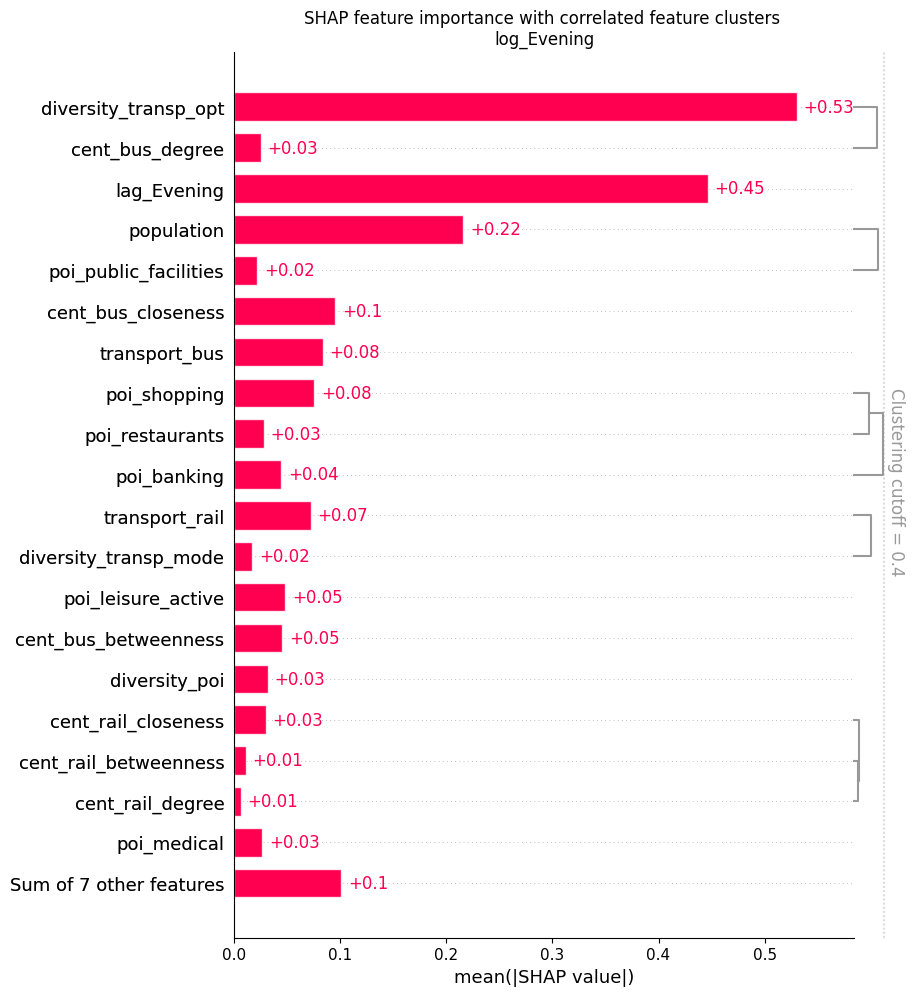 SHAP feature importance with correlated feature clusters
log_Evening
diversity_transp_opt +0.53
cent_bus_degree +0.03
lag_Evening +0.45
population +0.22
poi_public_facilities +0.02
cent_bus_closeness +0.1
transport_bus +0.08
poi_shopping +0.08
poi_restaurants +0.03
poi_banking +0.04
transport_rail +0.07
diversity_transp_mode +0.02
poi_leisure_active +0.05
cent_bus_betweenness +0.05
diversity_poi +0.03
cent_rail_closeness +0.03
cent_rail_betweenness +0.01
cent_rail_degree +0.01
poi_medical +0.03
Sum of 7 other features +0.1
Clustering cutoff = 0.4
0.0 0.1 0.2 0.3 0.4 0.5
mean(|SHAP value|)